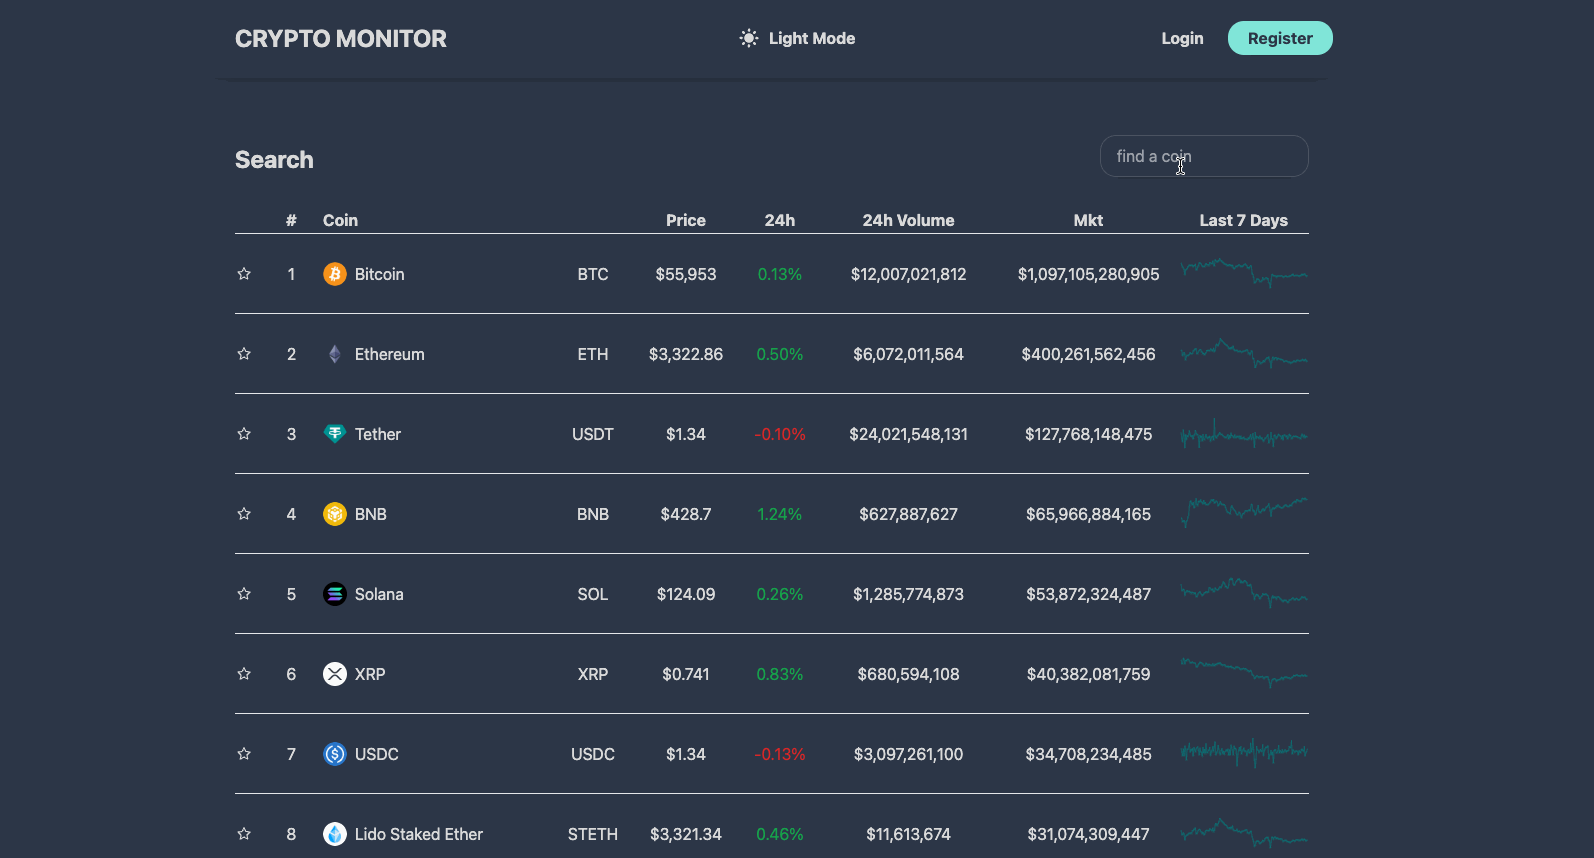 CRYPTO MONITOR Light Mode Login Register
Search find a coin
# Coin Price 24h 24h Volume Mkt Last 7 Days
1 Bitcoin BTC $55,953 0.13% $12,007,021,812 $1,097,105,280,905
2 Ethereum ETH $3,322.86 0.50% $6,072,011,564 $400,261,562,456
3 Tether USDT $1.34 -0.10% $24,021,548,131 $127,768,148,475
4 BNB BNB $428.7 1.24% $627,887,627 $65,966,884,165
5 Solana SOL $124.09 0.26% $1,285,774,873 $53,872,324,487
6 XRP XRP $0.741 0.83% $680,594,108 $40,382,081,759
7 USDC USDC $1.34 -0.13% $3,097,261,100 $34,708,234,485
8 Lido Staked Ether STETH $3,321.34 0.46% $11,613,674 $31,074,309,447